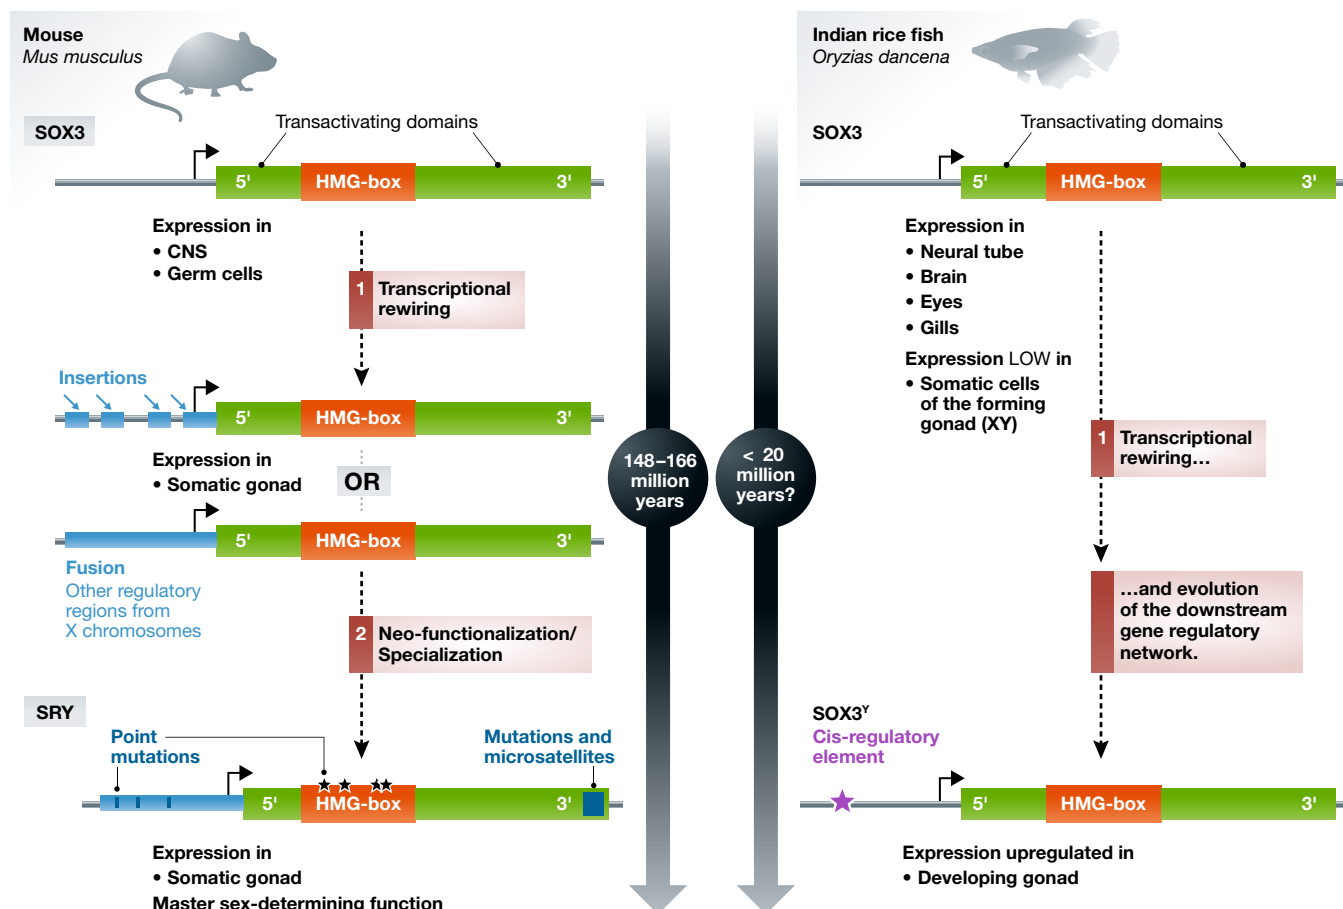 Mouse
Mus musculus
SOX3
Transactivating domains
5'
HMG-box
3'
Expression in
• CNS
• Germ cells
1
Transcriptional
rewiring
Insertions
5'
HMG-box
3'
Expression in
• Somatic gonad
OR
5'
HMG-box
3'
Fusion
Other regulatory
regions from
X chromosomes
2
Neo-functionalization/
Specialization
SRY
Point
mutations
Mutations and
microsatellites
5'
HMG-box
3'
Expression in
• Somatic gonad
Master sex-determining function
148–166
million
years
< 20
million
years?
Indian rice fish
Oryzias dancena
SOX3
Transactivating domains
5'
HMG-box
3'
Expression in
• Neural tube
• Brain
• Eyes
• Gills
Expression LOW in
• Somatic cells
of the forming
gonad (XY)
1
Transcriptional
rewiring...
...and evolution
of the downstream
gene regulatory
network.
SOX3ʸ
Cis-regulatory
element
5'
HMG-box
3'
Expression upregulated in
• Developing gonad